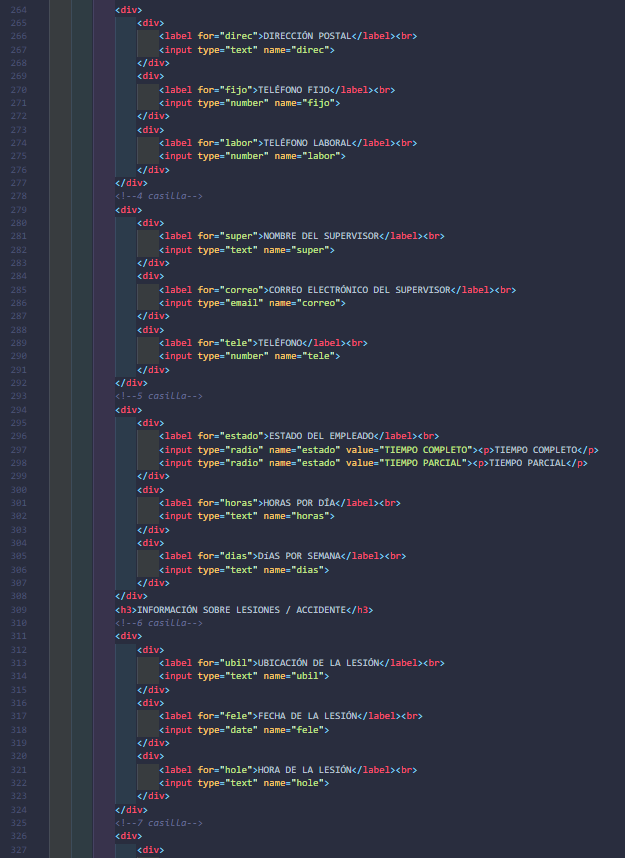 264 <div>
265 <div>
266 <label for="direc">DIRECCIÓN POSTAL</label><br>
267 <input type="text" name="direc">
268 </div>
269 <div>
270 <label for="fijo">TELÉFONO FIJO</label><br>
271 <input type="number" name="fijo">
272 </div>
273 <div>
274 <label for="labor">TELÉFONO LABORAL</label><br>
275 <input type="number" name="labor">
276 </div>
277 </div>
278 <!--4 casilla-->
279 <div>
280 <div>
281 <label for="super">NOMBRE DEL SUPERVISOR</label><br>
282 <input type="text" name="super">
283 </div>
284 <div>
285 <label for="correo">CORREO ELECTRÓNICO DEL SUPERVISOR</label><br>
286 <input type="email" name="correo">
287 </div>
288 <div>
289 <label for="tele">TELÉFONO</label><br>
290 <input type="number" name="tele">
291 </div>
292 </div>
293 <!--5 casilla-->
294 <div>
295 <div>
296 <label for="estado">ESTADO DEL EMPLEADO</label><br>
297 <input type="radio" name="estado" value="TIEMPO COMPLETO"><p>TIEMPO COMPLETO</p>
298 <input type="radio" name="estado" value="TIEMPO PARCIAL"><p>TIEMPO PARCIAL</p>
299 </div>
300 <div>
301 <label for="horas">HORAS POR DÍA</label><br>
302 <input type="text" name="horas">
303 </div>
304 <div>
305 <label for="dias">DíAS POR SEMANA</label><br>
306 <input type="text" name="dias">
307 </div>
308 </div>
309 <h3>INFORMACIÓN SOBRE LESIONES / ACCIDENTE</h3>
310 <!--6 casilla-->
311 <div>
312 <div>
313 <label for="ubil">UBICACIÓN DE LA LESIÓN</label><br>
314 <input type="text" name="ubil">
315 </div>
316 <div>
317 <label for="fele">FECHA DE LA LESIÓN</label><br>
318 <input type="date" name="fele">
319 </div>
320 <div>
321 <label for="hole">HORA DE LA LESIÓN</label><br>
322 <input type="text" name="hole">
323 </div>
324 </div>
325 <!--7 casilla-->
326 <div>
327 <div>